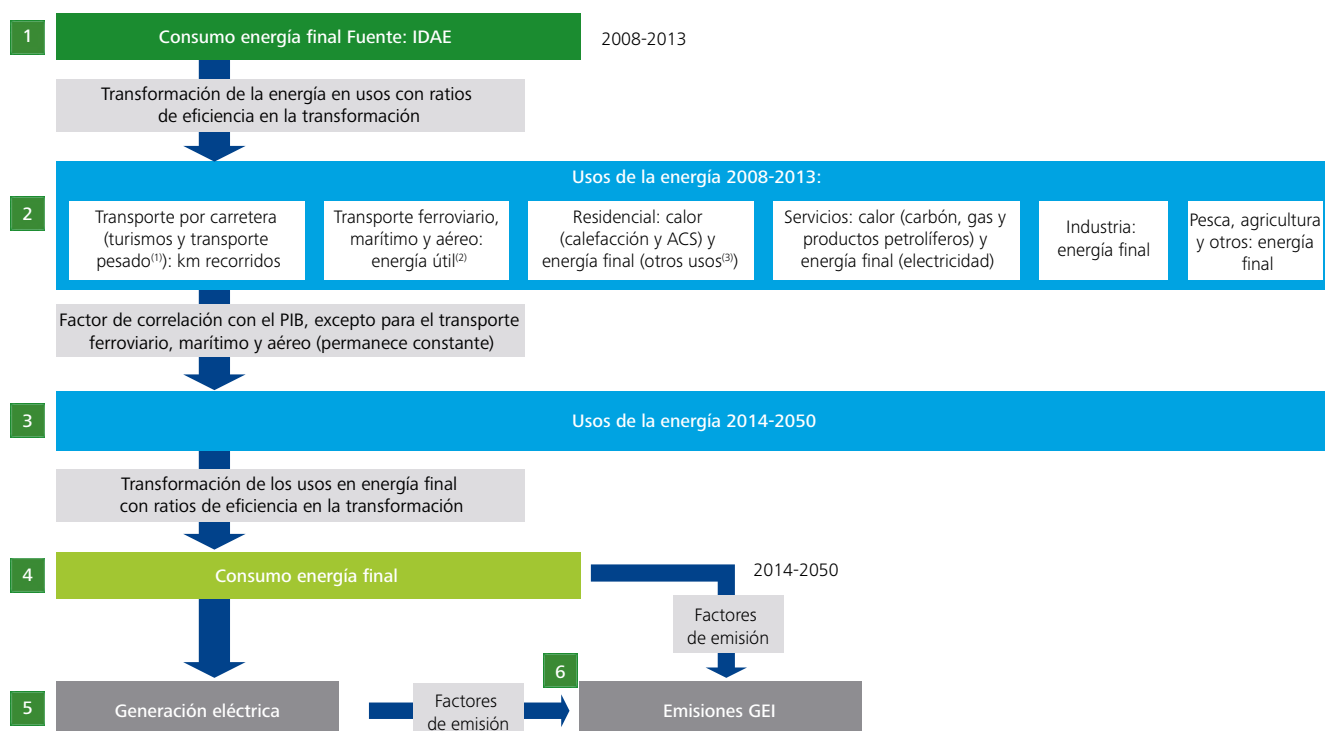 1
Consumo energía final Fuente: IDAE
2008-2013
Transformación de la energía en usos con ratios
de eficiencia en la transformación
Usos de la energía 2008-2013:
2
Transporte por carretera
(turismos y transporte
pesado(1)): km recorridos
Transporte ferroviario,
marítimo y aéreo:
energía útil(2)
Residencial: calor
(calefacción y ACS) y
energía final (otros usos(3))
Servicios: calor (carbón, gas y
productos petrolíferos) y
energía final (electricidad)
Industria:
energía final
Pesca, agricultura
y otros: energía
final
Factor de correlación con el PIB, excepto para el transporte
ferroviario, marítimo y aéreo (permanece constante)
3
Usos de la energía 2014-2050
Transformación de los usos en energía final
con ratios de eficiencia en la transformación
4
Consumo energía final
2014-2050
Factores
de emisión
5
Generación eléctrica
Factores
de emisión
6
Emisiones GEI